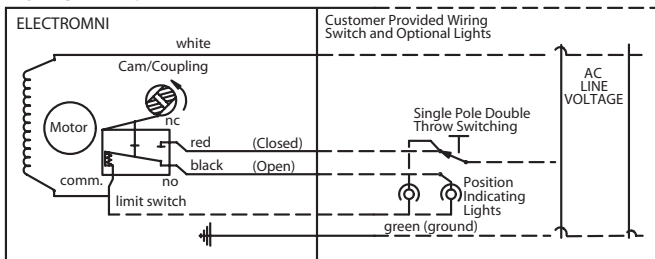 ELECTROMNI
Customer Provided Wiring
Switch and Optional Lights
white
Cam/Coupling
AC
LINE
VOLTAGE
nc
Motor
Single Pole Double
Throw Switching
red
(Closed)
black
(Open)
comm.
no
Position
Indicating
Lights
limit switch
green (ground)